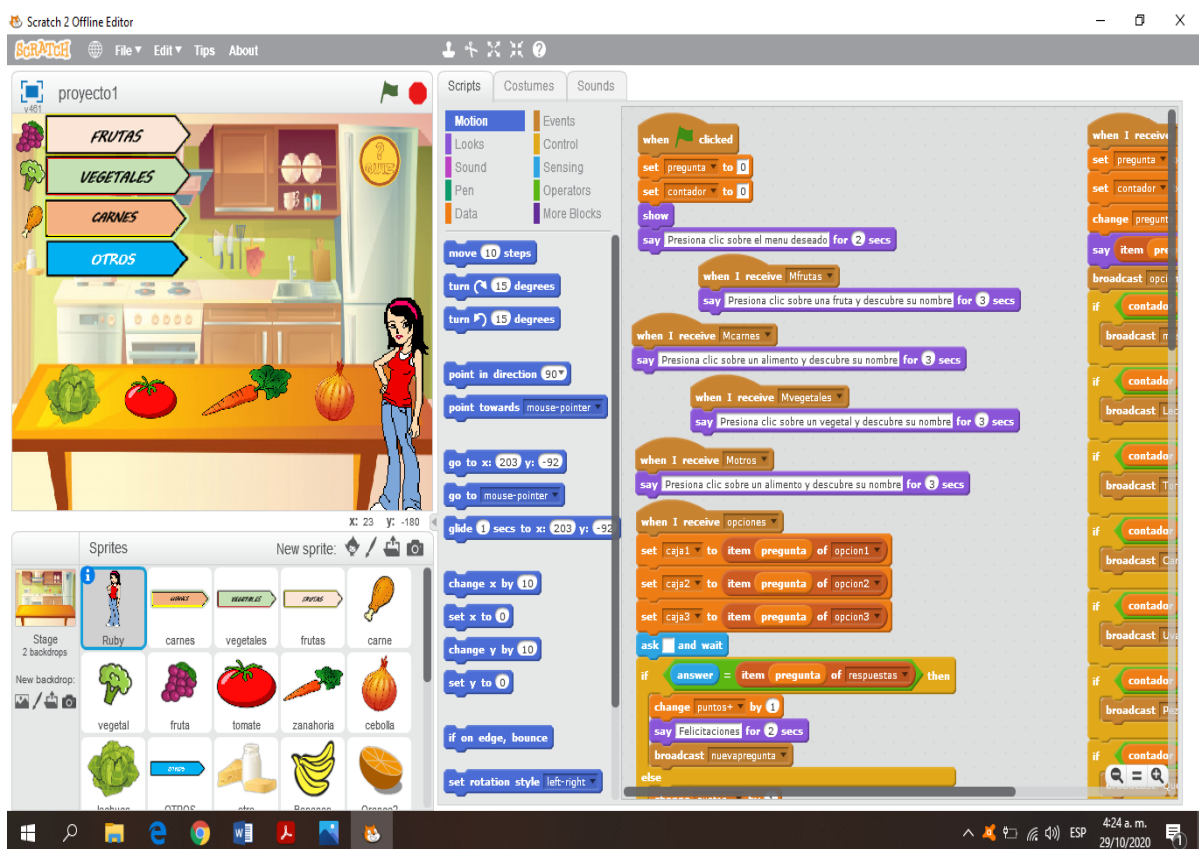 Scratch 2 Offline Editor
SCRATCH File Edit Tips About
v461
proyecto1
FRUTAS
VEGETALES
CARNES
OTROS
?
X: 23 Y: -180
Sprites
New sprite:
Stage
2 backdrops
New backdrop:
Ruby
carnes
vegetales
frutas
carne
vegetal
fruta
tomate
zanahoria
cebolla
OTROS
Scripts
Costumes
Sounds
Motion
Looks
Sound
Pen
Data
Events
Control
Sensing
Operators
More Blocks
move 10 steps
turn 15 degrees
turn 15 degrees
point in direction 90
point towards mouse-pointer
go to x: 203 y: -92
go to mouse-pointer
glide 1 secs to x: 203 y: -92
change x by 10
set x to 0
change y by 10
set y to 0
if on edge, bounce
set rotation style left-right
when clicked
set pregunta to 0
set contador to 0
show
say Presiona clic sobre el menu deseado for 2 secs
when I receive Mfrutas
say Presiona clic sobre una fruta y descubre su nombre for 3 secs
when I receive Mcarnes
say Presiona clic sobre un alimento y descubre su nombre for 3 secs
when I receive Mvegetales
say Presiona clic sobre un vegetal y descubre su nombre for 3 secs
when I receive Motros
say Presiona clic sobre un alimento y descubre su nombre for 3 secs
when I receive opciones
set caja1 to item pregunta of opcion1
set caja2 to item pregunta of opcion2
set caja3 to item pregunta of opcion3
ask and wait
if answer = item pregunta of respuestas then
change puntos+ by 1
say Felicitaciones for 2 secs
broadcast nuevapregunta
else
when I receive
set pregunta
set contador
change
say item
broadcast
if contador
broadcast
if contador
broadcast
if contador
broadcast
if contador
broadcast
if contador
broadcast
if contador
broadcast
if contador
ESP
4:24 a. m.
29/10/2020
1